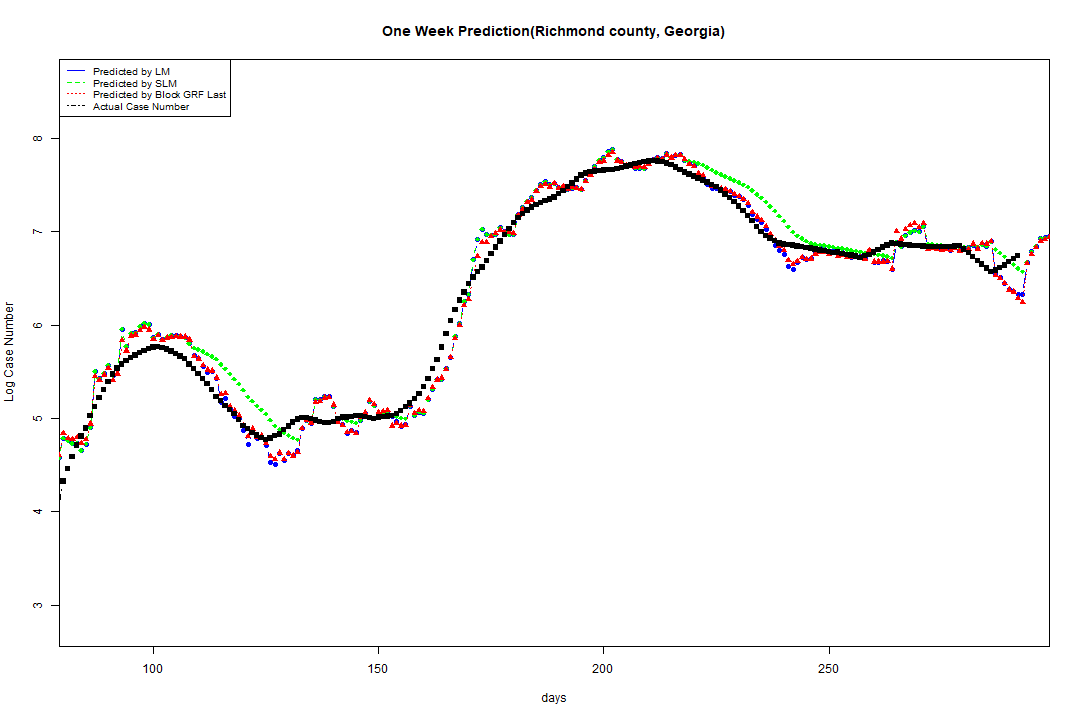 One Week Prediction(Richmond county, Georgia)
Predicted by LM
Predicted by SLM
Predicted by Block GRF Last
Actual Case Number
8
7
6
5
4
3
Log Case Number
100 150 200 250
days